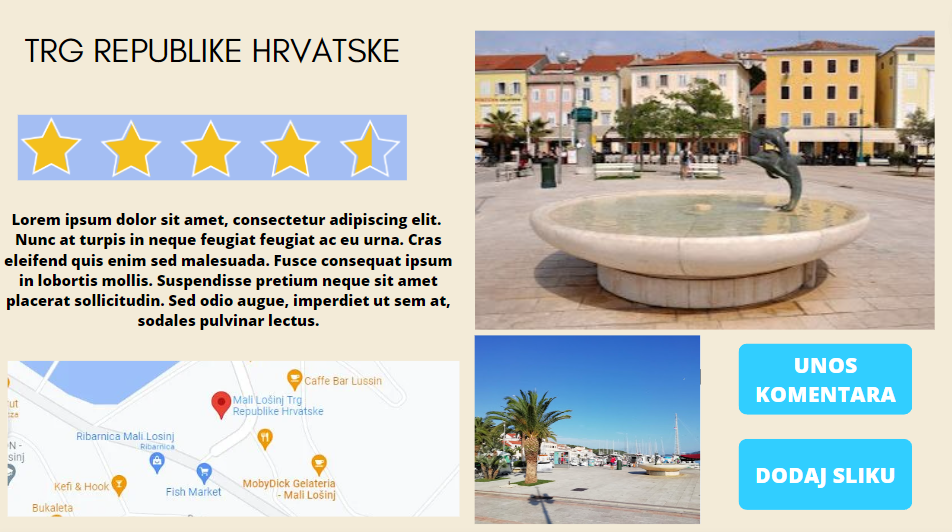 TRG REPUBLIKE HRVATSKE
Lorem ipsum dolor sit amet, consectetur adipiscing elit.
Nunc at turpis in neque feugiat feugiat ac eu urna. Cras
eleifend quis enim sed malesuada. Fusce consequat ipsum
in lobortis mollis. Suspendisse pretium neque sit amet
placerat sollicitudin. Sed odio augue, imperdiet ut sem at,
sodales pulvinar lectus.
Caffe Bar Lussin
Mali Lošinj Trg
Republike Hrvatske
Ribarnica Mali Losinj
Ribarnica
Kefi & Hook
Fish Market
MobyDick Gelateria
- Mali Lošinj
Bukaleta
UNOS
KOMENTARA
DODAJ SLIKU